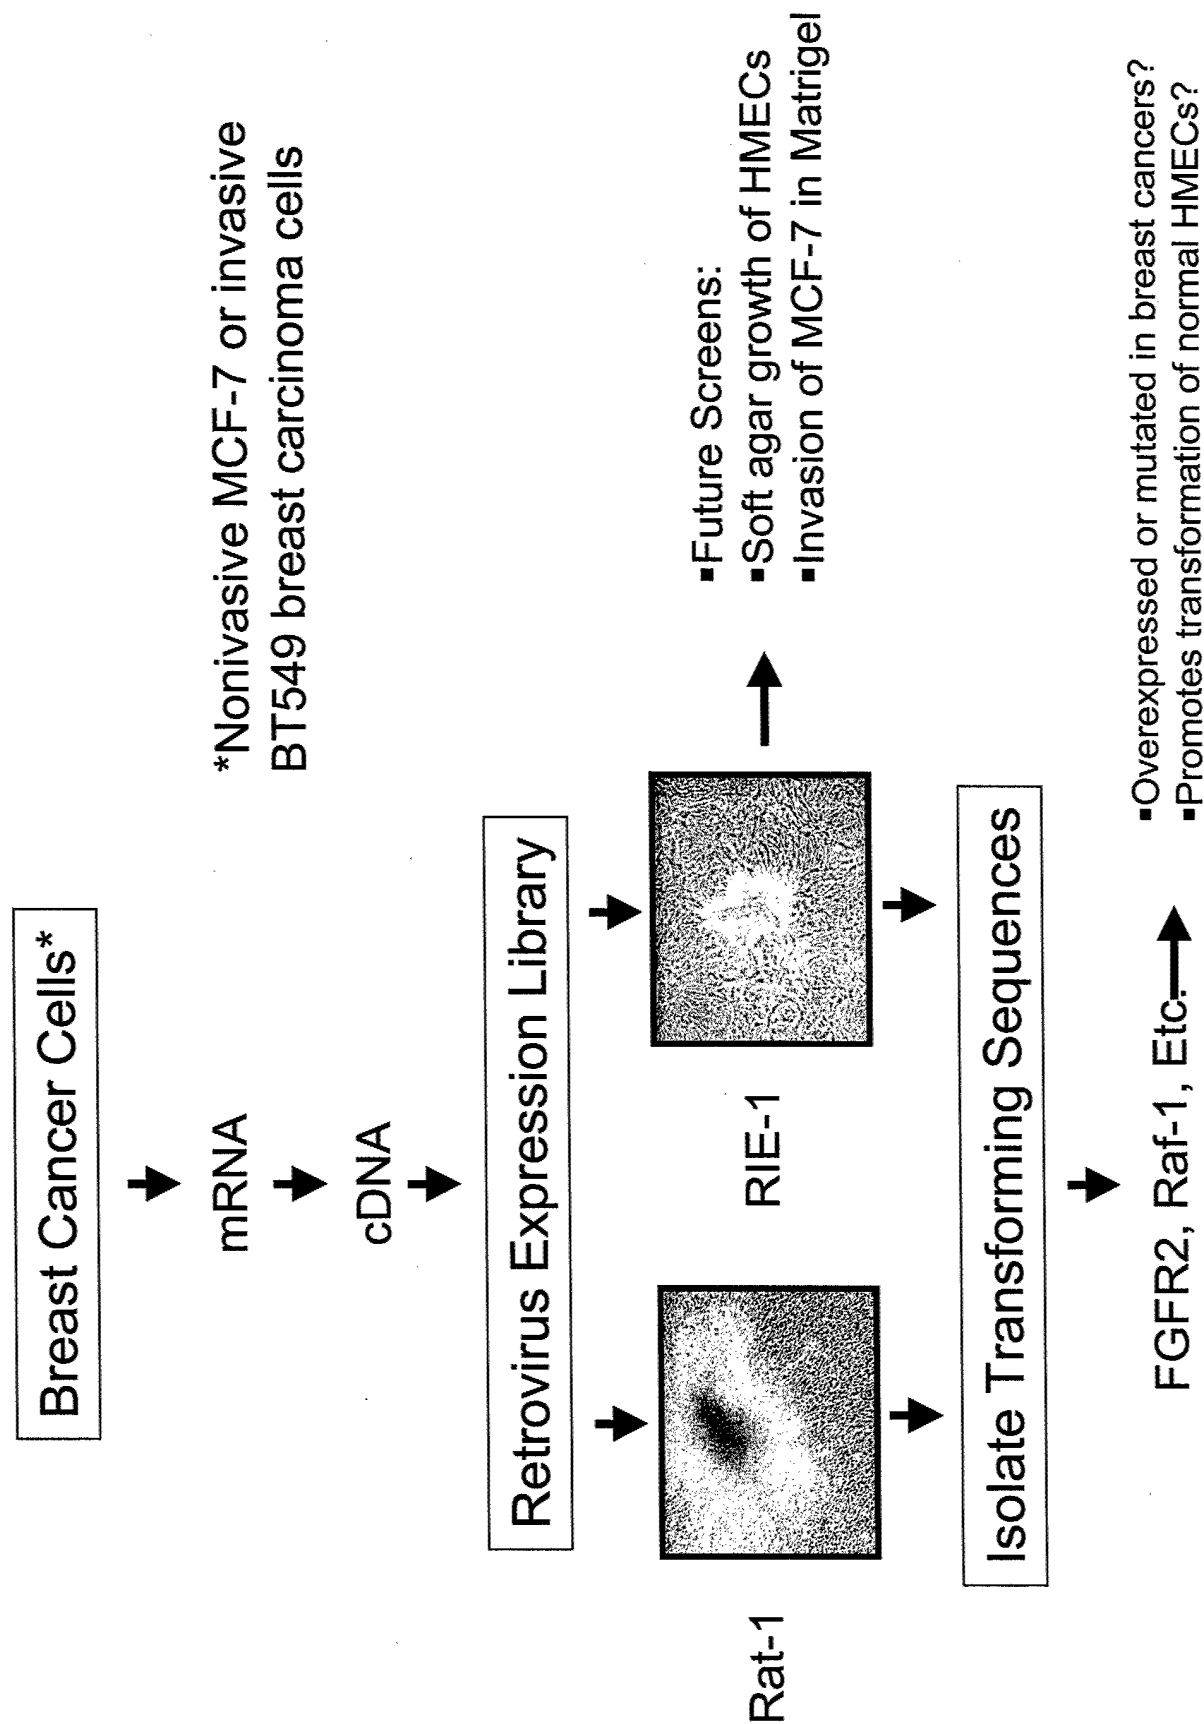 Breast Cancer Cells*
mRNA
*Nonivasive MCF-7 or invasive
BT549 breast carcinoma cells
cDNA
Retrovirus Expression Library
Rat-1
RIE-1
▪Future Screens:
▪Soft agar growth of HMECs
▪Invasion of MCF-7 in Matrigel
Isolate Transforming Sequences
FGFR2, Raf-1, Etc.
▪Overexpressed or mutated in breast cancers?
▪Promotes transformation of normal HMECs?